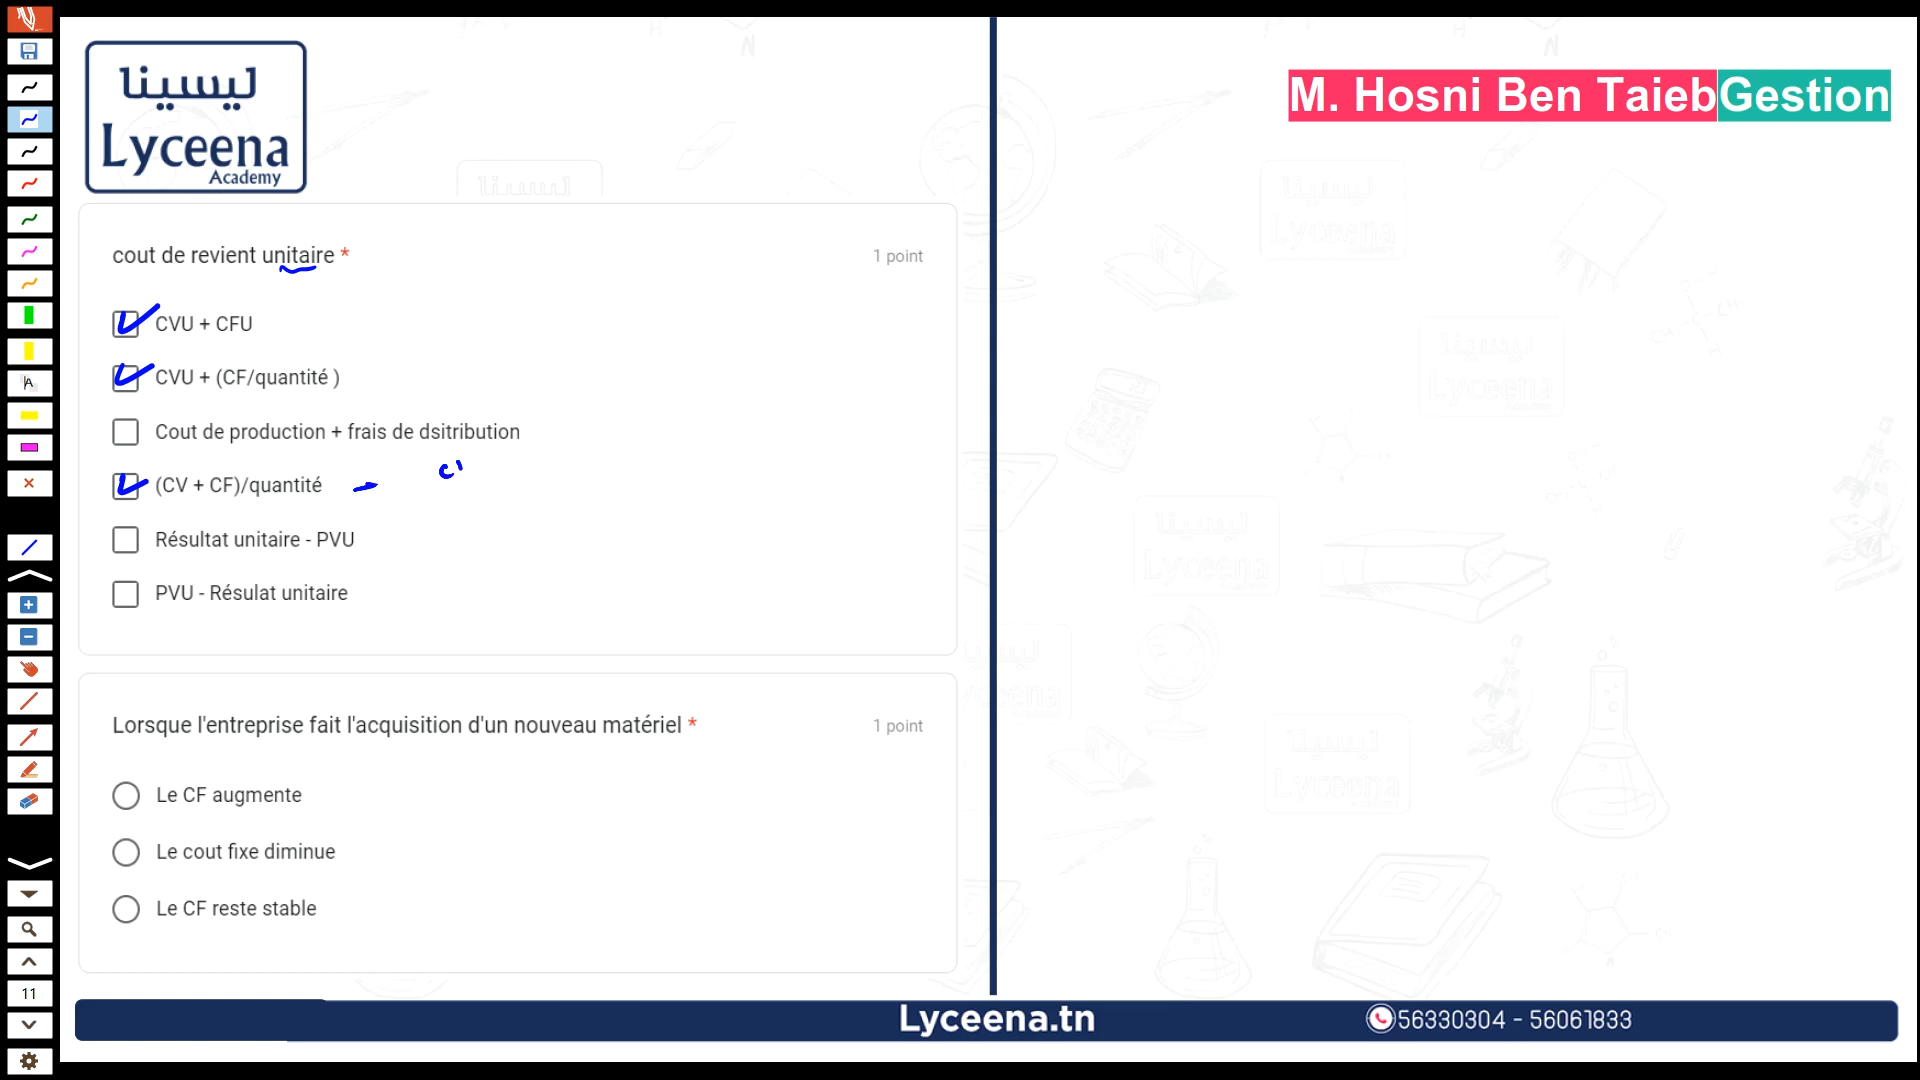 ليسينا
Lyceena
Academy
M. Hosni Ben Taieb Gestion
cout de revient unitaire *
1 point
CVU + CFU
CVU + (CF/quantité )
Cout de production + frais de dsitribution
(CV + CF)/quantité
Résultat unitaire - PVU
PVU - Résulat unitaire
Lorsque l'entreprise fait l'acquisition d'un nouveau matériel *
1 point
Le CF augmente
Le cout fixe diminue
Le CF reste stable
11
Lyceena.tn
56330304 - 56061833